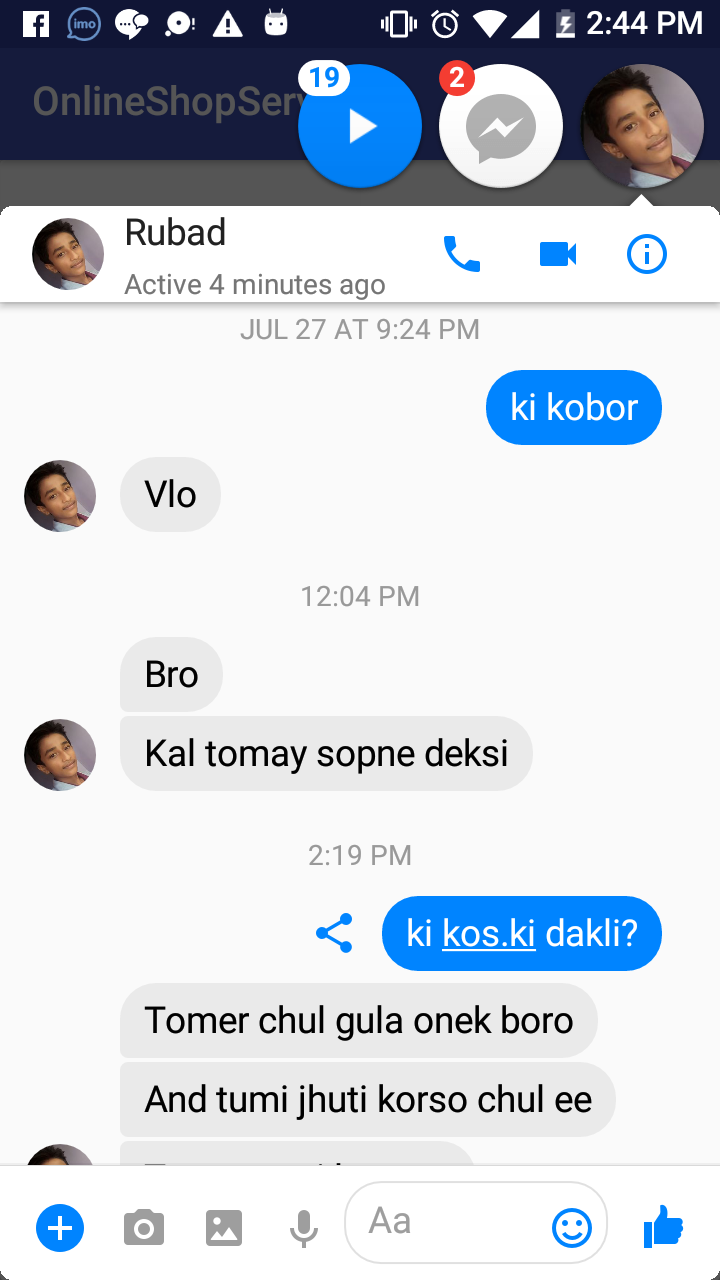 imo
2:44 PM
OnlineShopSer
19
2
Rubad
Active 4 minutes ago
JUL 27 AT 9:24 PM
ki kobor
Vlo
12:04 PM
Bro
Kal tomay sopne deksi
2:19 PM
ki kos.ki dakli?
Tomer chul gula onek boro
And tumi jhuti korso chul ee
Aa